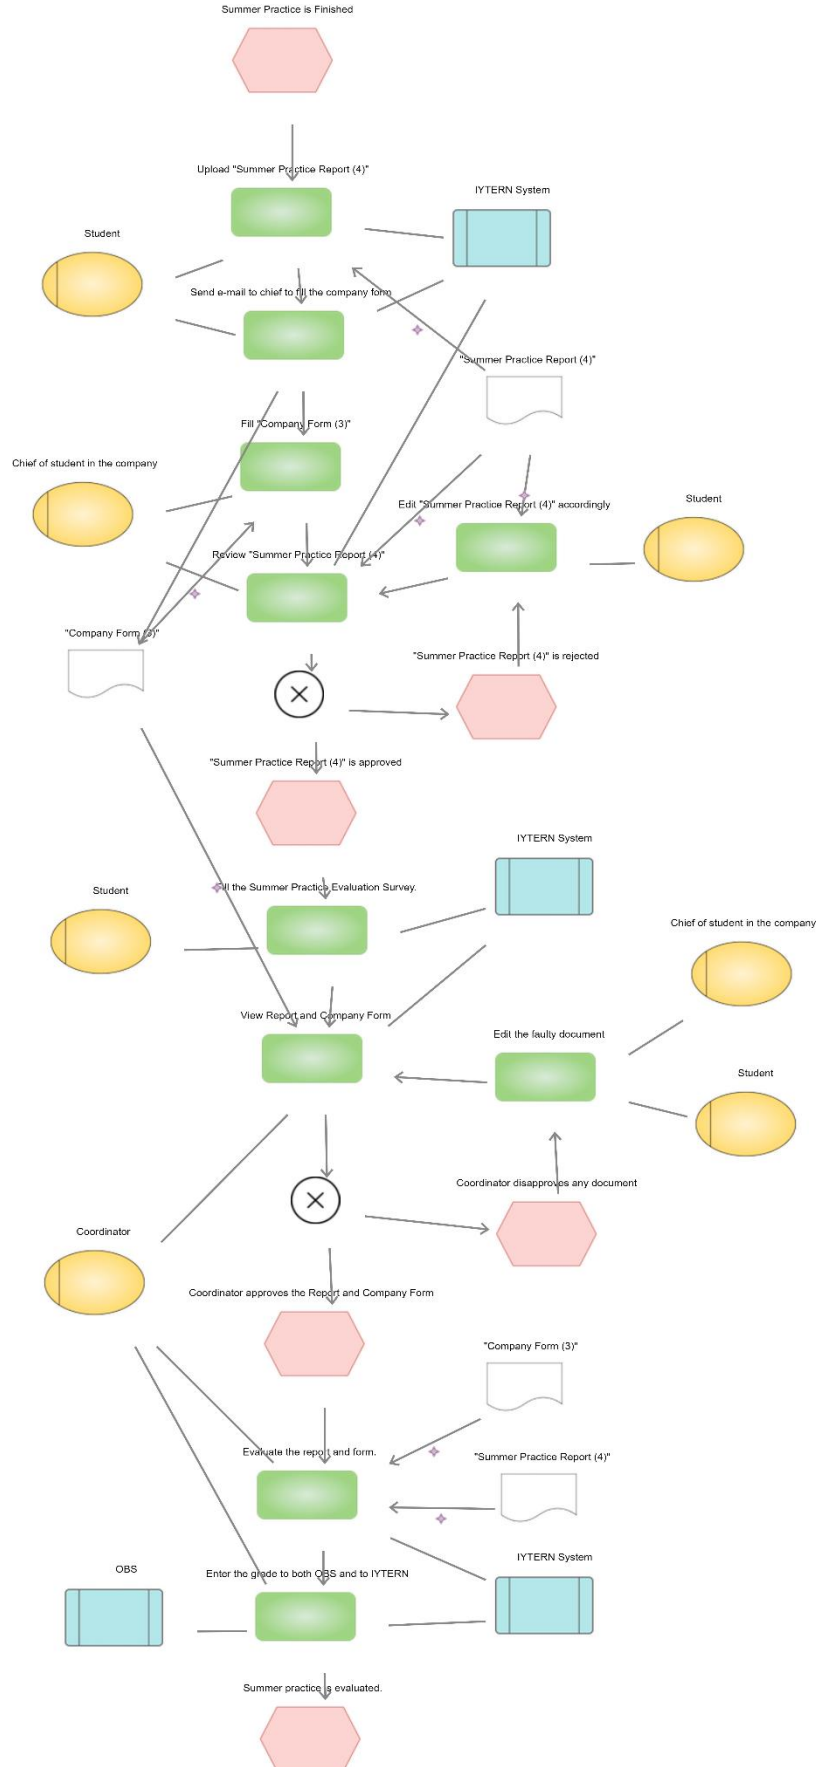 Summer Practice is Finished
Upload "Summer Practice Report (4)"
IYTERN System
Student
Send e-mail to chief to fill the company form
"Summer Practice Report (4)"
Fill "Company Form (3)"
Chief of student in the company
Edit "Summer Practice Report (4)" accordingly
Student
Review "Summer Practice Report (4)"
"Company Form (3)"
"Summer Practice Report (4)" is rejected
"Summer Practice Report (4)" is approved
IYTERN System
Fill the Summer Practice Evaluation Survey.
Student
Chief of student in the company
View Report and Company Form
Edit the faulty document
Student
Coordinator disapproves any document
Coordinator
Coordinator approves the Report and Company Form
"Company Form (3)"
Evaluate the report and form.
"Summer Practice Report (4)"
IYTERN System
OBS
Enter the grade to both OBS and to IYTERN
Summer practice is evaluated.